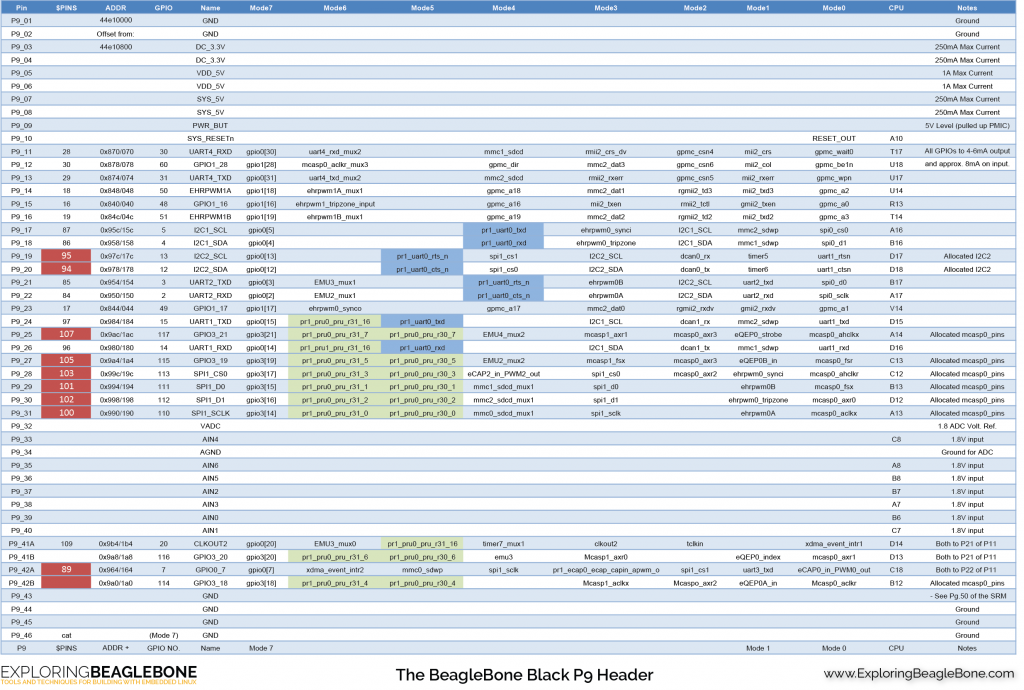 Pin $PINS ADDR GPIO Name Mode7 Mode6 Mode5 Mode4 Mode3 Mode2 Mode1 Mode0 CPU Notes
P9_01 44e10000 GND Ground
P9_02 Offset from: GND Ground
P9_03 44e10800 DC_3.3V 250mA Max Current
P9_04 DC_3.3V 250mA Max Current
P9_05 VDD_5V 1A Max Current
P9_06 VDD_5V 1A Max Current
P9_07 SYS_5V 250mA Max Current
P9_08 SYS_5V 250mA Max Current
P9_09 PWR_BUT 5V Level (pulled up PMIC)
P9_10 SYS_RESETn RESET_OUT A10
P9_11 28 0x870/070 30 UART4_RXD gpio0[30] uart4_rxd_mux2 mmc1_sdcd rmii2_crs_dv gpmc_csn4 mii2_crs gpmc_wait0 T17 All GPIOs to 4-6mA output
P9_12 30 0x878/078 60 GPIO1_28 gpio1[28] mcasp0_aclkr_mux3 gpmc_dir mmc2_dat3 gpmc_csn6 mii2_col gpmc_be1n U18 and approx. 8mA on input.
P9_13 29 0x874/074 31 UART4_TXD gpio0[31] uart4_txd_mux2 mmc2_sdcd rmii2_rxerr gpmc_csn5 mii2_rxerr gpmc_wpn U17
P9_14 18 0x848/048 50 EHRPWM1A gpio1[18] ehrpwm1A_mux1 gpmc_a18 mmc2_dat1 rgmii2_td3 mii2_txd3 gpmc_a2 U14
P9_15 16 0x840/040 48 GPIO1_16 gpio1[16] ehrpwm1_tripzone_input gpmc_a16 mii2_txen rmii2_tctl gmii2_txen gpmc_a0 R13
P9_16 19 0x84c/04c 51 EHRPWM1B gpio1[19] ehrpwm1B_mux1 gpmc_a19 mmc2_dat2 rgmii2_td2 mii2_txd2 gpmc_a3 T14
P9_17 87 0x95c/15c 5 I2C1_SCL gpio0[5] pr1_uart0_txd ehrpwm0_synci I2C1_SCL mmc2_sdwp spi0_cs0 A16
P9_18 86 0x958/158 4 I2C1_SDA gpio0[4] pr1_uart0_rxd ehrpwm0_tripzone I2C1_SDA mmc1_sdwp spi0_d1 B16
P9_19 95 0x97c/17c 13 I2C2_SCL gpio0[13] pr1_uart0_rts_n spi1_cs1 I2C2_SCL dcan0_rx timer5 uart1_rtsn D17 Allocated I2C2
P9_20 94 0x978/178 12 I2C2_SDA gpio0[12] pr1_uart0_cts_n spi1_cs0 I2C2_SDA dcan0_tx timer6 uart1_ctsn D18 Allocated I2C2
P9_21 85 0x954/154 3 UART2_TXD gpio0[3] EMU3_mux1 pr1_uart0_rts_n ehrpwm0B I2C2_SCL uart2_txd spi0_d0 B17
P9_22 84 0x950/150 2 UART2_RXD gpio0[2] EMU2_mux1 pr1_uart0_cts_n ehrpwm0A I2C2_SDA uart2_rxd spi0_sclk A17
P9_23 17 0x844/044 49 GPIO1_17 gpio1[17] ehrpwm0_synco gpmc_a17 mmc2_dat0 rgmii2_rxdv gmii2_rxdv gpmc_a1 V14
P9_24 97 0x984/184 15 UART1_TXD gpio0[15] pr1_pru0_pru_r31_16 pr1_uart0_txd I2C1_SCL dcan1_rx mmc2_sdwp uart1_txd D15
P9_25 107 0x9ac/1ac 117 GPIO3_21 gpio3[21] pr1_pru0_pru_r31_7 pr1_pru0_pru_r30_7 EMU4_mux2 mcasp1_axr1 mcasp0_axr3 eQEP0_strobe mcasp0_ahclkx A14 Allocated mcasp0_pins
P9_26 96 0x980/180 14 UART1_RXD gpio0[14] pr1_pru1_pru_r31_16 pr1_uart0_rxd I2C1_SDA dcan1_tx mmc1_sdwp uart1_rxd D16
P9_27 105 0x9a4/1a4 115 GPIO3_19 gpio3[19] pr1_pru0_pru_r31_5 pr1_pru0_pru_r30_5 EMU2_mux2 mcasp1_fsx mcasp0_axr3 eQEP0B_in mcasp0_fsr C13 Allocated mcasp0_pins
P9_28 103 0x99c/19c 113 SPI1_CS0 gpio3[17] pr1_pru0_pru_r31_3 pr1_pru0_pru_r30_3 eCAP2_in_PWM2_out spi1_cs0 mcasp0_axr2 ehrpwm0_synci mcasp0_ahclkr C12 Allocated mcasp0_pins
P9_29 101 0x994/194 111 SPI1_D0 gpio3[15] pr1_pru0_pru_r31_1 pr1_pru0_pru_r30_1 mmc1_sdcd_mux1 spi1_d0 ehrpwm0B mcasp0_fsx B13 Allocated mcasp0_pins
P9_30 102 0x998/198 112 SPI1_D1 gpio3[16] pr1_pru0_pru_r31_2 pr1_pru0_pru_r30_2 mmc2_sdcd_mux1 spi1_d1 ehrpwm0_tripzone mcasp0_axr0 D12 Allocated mcasp0_pins
P9_31 100 0x990/190 110 SPI1_SCLK gpio3[14] pr1_pru0_pru_r31_0 pr1_pru0_pru_r30_0 mmc0_sdcd_mux1 spi1_sclk ehrpwm0A mcasp0_aclkx A13 Allocated mcasp0_pins
P9_32 VADC 1.8 ADC Volt. Ref.
P9_33 AIN4 C8 1.8V input
P9_34 AGND Ground for ADC
P9_35 AIN6 A8 1.8V input
P9_36 AIN5 B8 1.8V input
P9_37 AIN2 B7 1.8V input
P9_38 AIN3 A7 1.8V input
P9_39 AIN0 B6 1.8V input
P9_40 AIN1 C7 1.8V input
P9_41A 109 0x9b4/1b4 20 CLKOUT2 gpio0[20] EMU3_mux0 pr1_pru0_pru_r31_16 timer7_mux1 clkout2 tclkin xdma_event_intr1 D14 Both to P21 of P11
P9_41B 0x9a8/1a8 116 GPIO3_20 gpio3[20] pr1_pru0_pru_r31_6 pr1_pru0_pru_r30_6 emu3 Mcasp1_axr0 eQEP0_index mcasp0_axr1 D13 Both to P21 of P11
P9_42A 89 0x964/164 7 GPIO0_7 gpio0[7] xdma_event_intr2 mmc0_sdwp spi1_sclk pr1_ecap0_ecap_capin_apwm_o spi1_cs1 uart3_txd eCAP0_in_PWM0_out C18 Both to P22 of P11
P9_42B 0x9a0/1a0 114 GPIO3_18 gpio3[18] pr1_pru0_pru_r31_4 pr1_pru0_pru_r30_4 Mcasp1_aclkx Mcaspo_axr2 eQEP0A_in Mcasp0_aclkr B12 Allocated mcasp0_pins
P9_43 GND - See Pg.50 of the SRM
P9_44 GND Ground
P9_45 GND Ground
P9_46 cat (Mode 7) GND Ground
P9 $PINS ADDR + GPIO NO. Name Mode 7 Mode 1 Mode 0 CPU Notes
EXPLORINGBEAGLEBONE The BeagleBone Black P9 Header www.ExploringBeagleBone.com
TOOLS AND TECHNIQUES FOR BUILDING WITH EMBEDDED LINUX